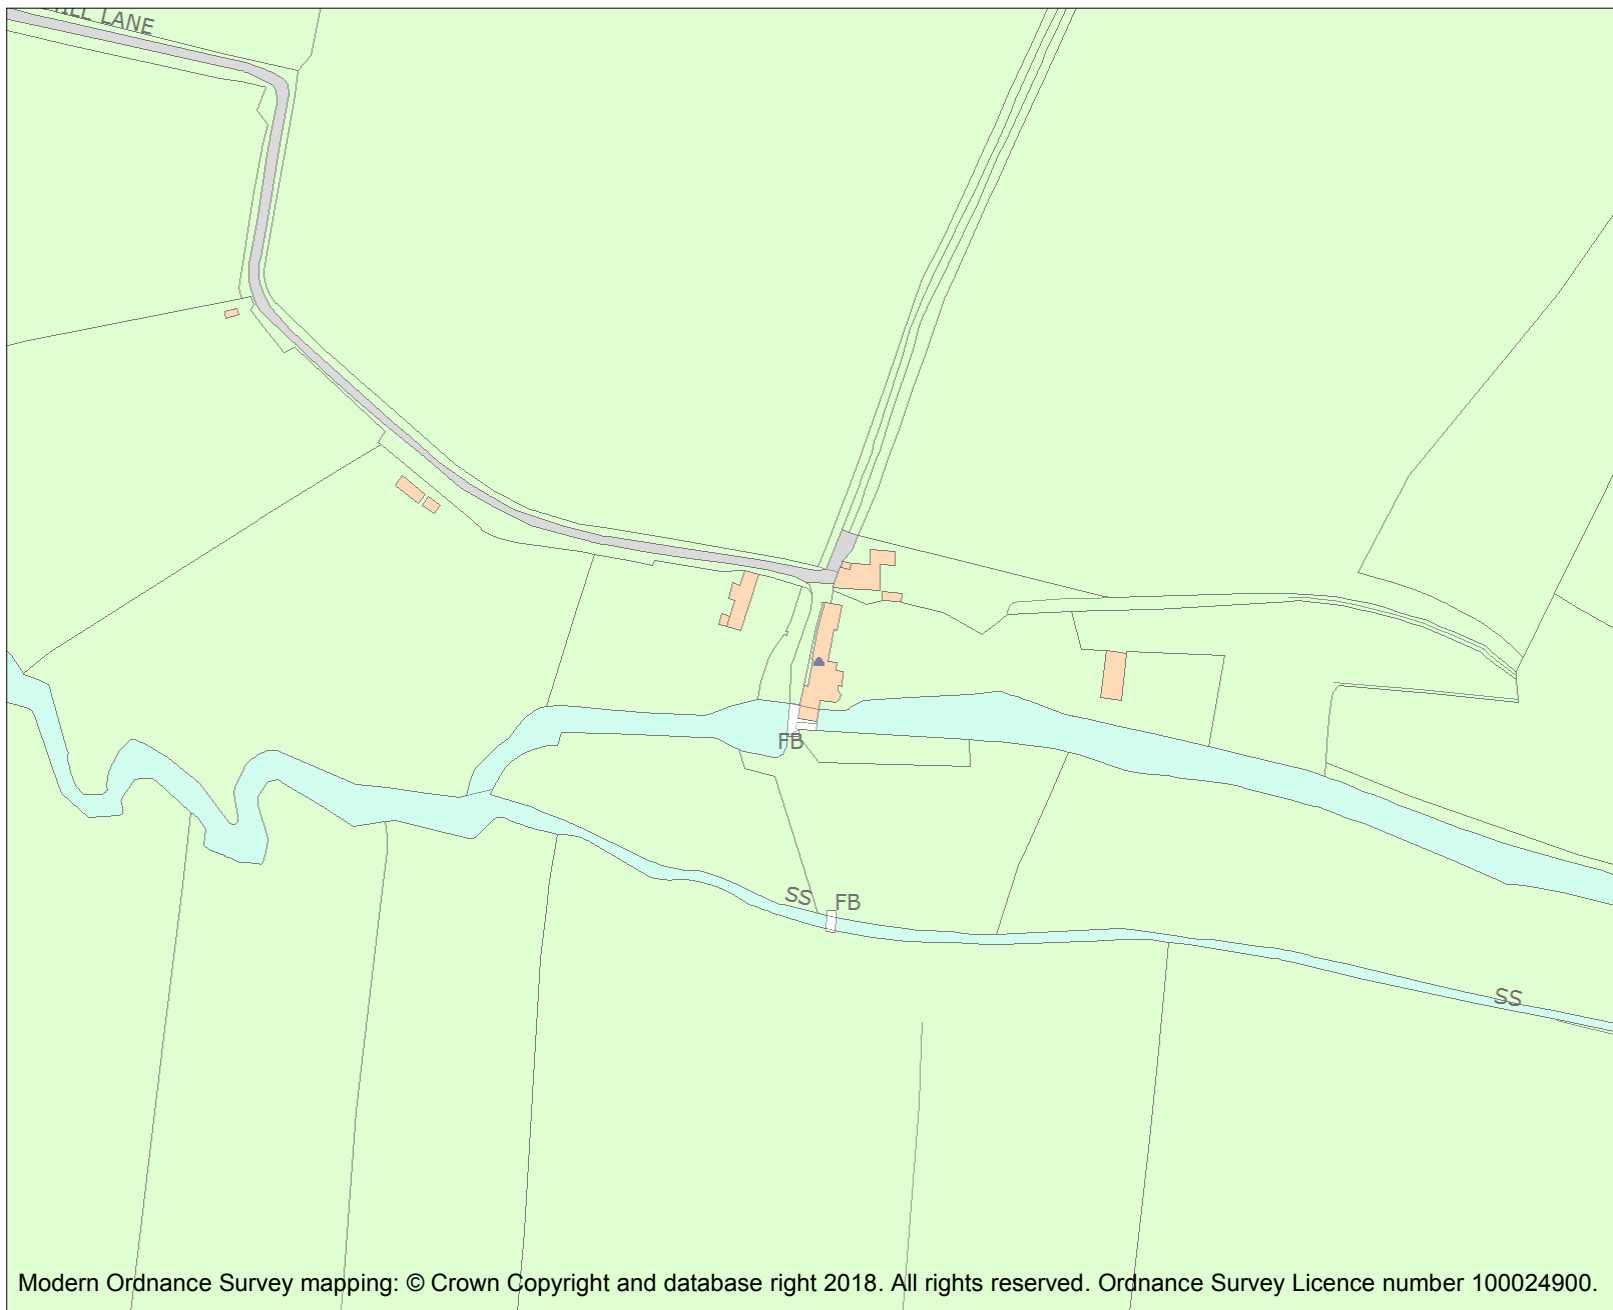 LANE
FB
SS FB
SS
Modern Ordnance Survey mapping: © Crown Copyright and database right 2018. All rights reserved. Ordnance Survey Licence number 100024900.